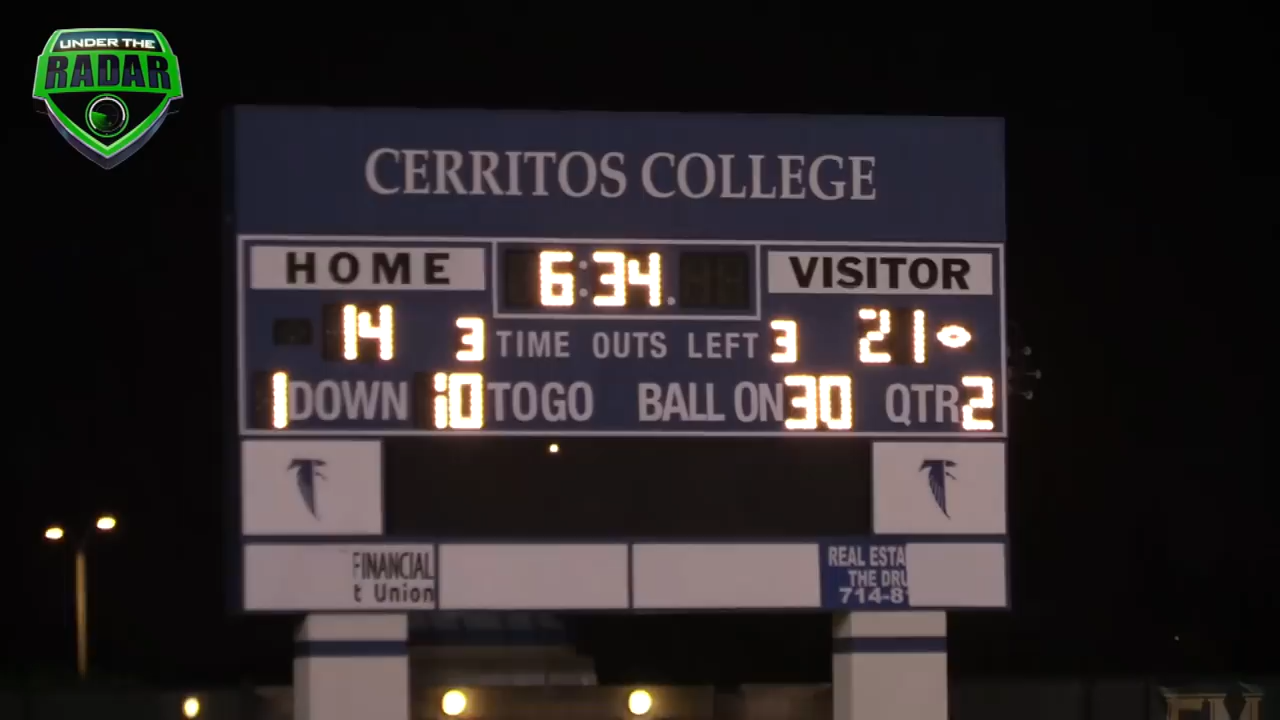 UNDER THE
RADAR
CERRITOS COLLEGE
HOME 6:34. VISITOR
14 3 TIME OUTS LEFT 3 21
1 DOWN 10 TO GO BALL ON 30 QTR 2
FINANCIAL
t Union
REAL ESTA
THE DRU
714-8